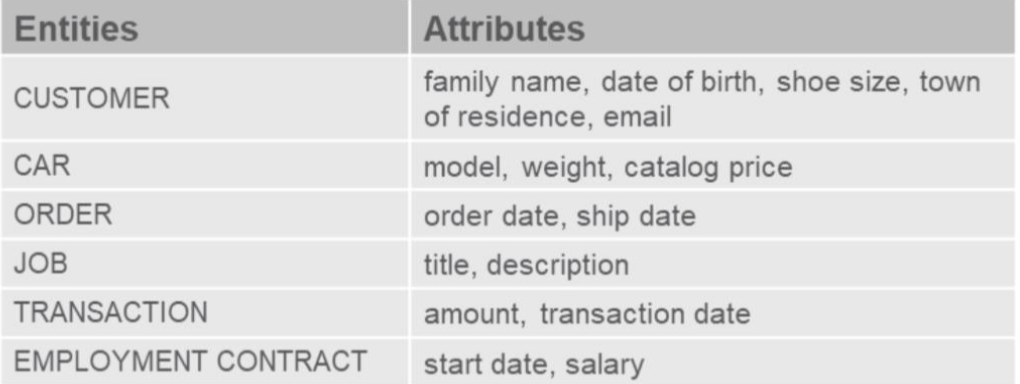 Entities Attributes
CUSTOMER family name, date of birth, shoe size, town
of residence, email
CAR model, weight, catalog price
ORDER order date, ship date
JOB title, description
TRANSACTION amount, transaction date
EMPLOYMENT CONTRACT start date, salary